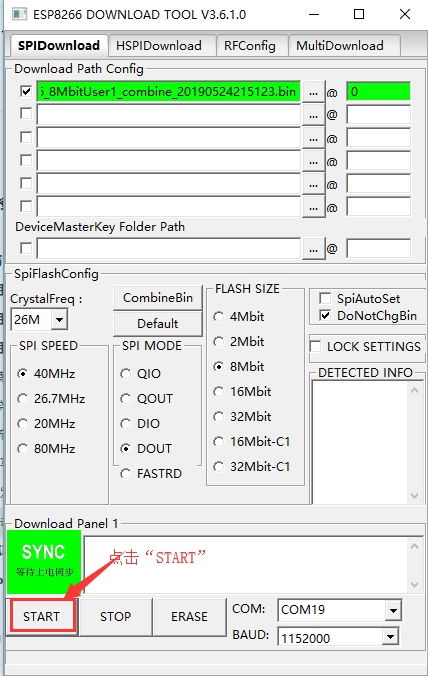 ESP8266 DOWNLOAD TOOL V3.6.1.0
SPIDownload HSPIDownload RFConfig MultiDownload
Download Path Config
_8MbitUser1_combine_20190524215123.bin ... @ 0
... @
... @
... @
... @
... @
DeviceMasterKey Folder Path
... @
SpiFlashConfig
CrystalFreq :
26M
CombineBin
Default
SPI SPEED
40MHz
26.7MHz
20MHz
80MHz
SPI MODE
QIO
QOUT
DIO
DOUT
FASTRD
FLASH SIZE
4Mbit
2Mbit
8Mbit
16Mbit
32Mbit
16Mbit-C1
32Mbit-C1
SpiAutoSet
DoNotChgBin
LOCK SETTINGS
DETECTED INFO
Download Panel 1
SYNC
等待上电同步
点击“START”
START STOP ERASE
COM: COM19
BAUD: 1152000